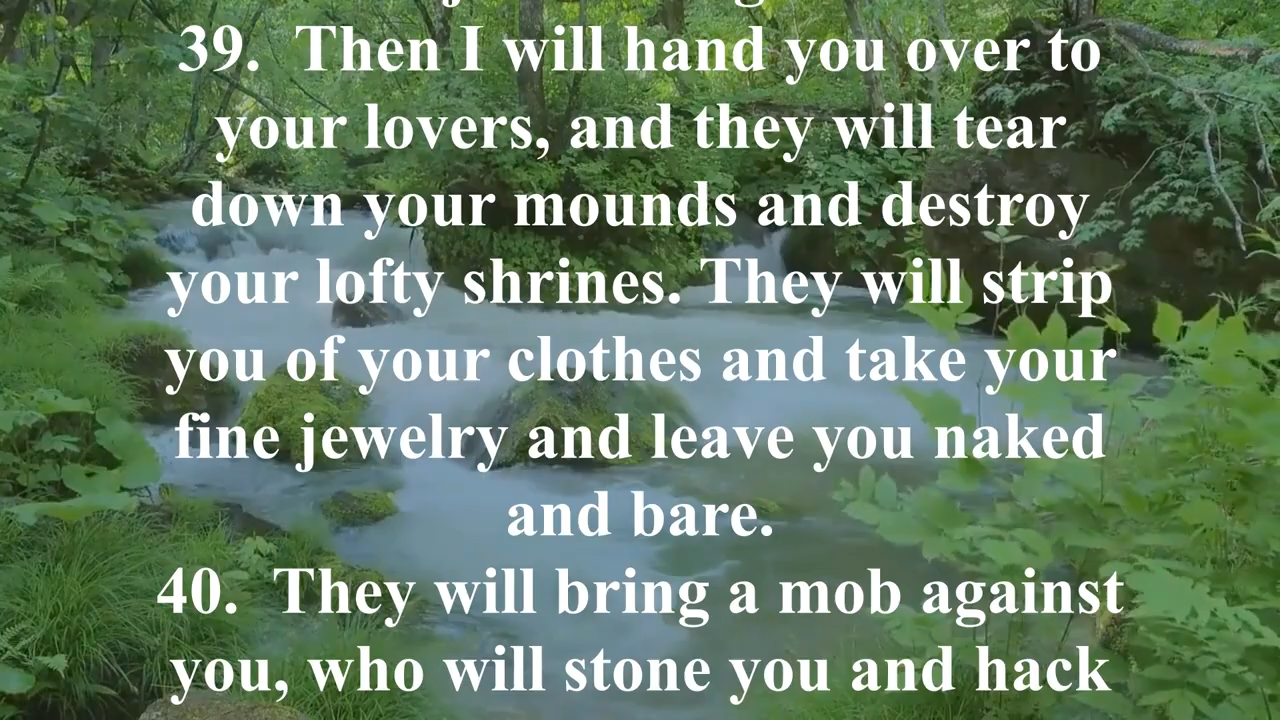 39.  Then I will hand you over to
your lovers, and they will tear
down your mounds and destroy
your lofty shrines. They will strip
you of your clothes and take your
fine jewelry and leave you naked
and bare.
40.  They will bring a mob against
you, who will stone you and hack